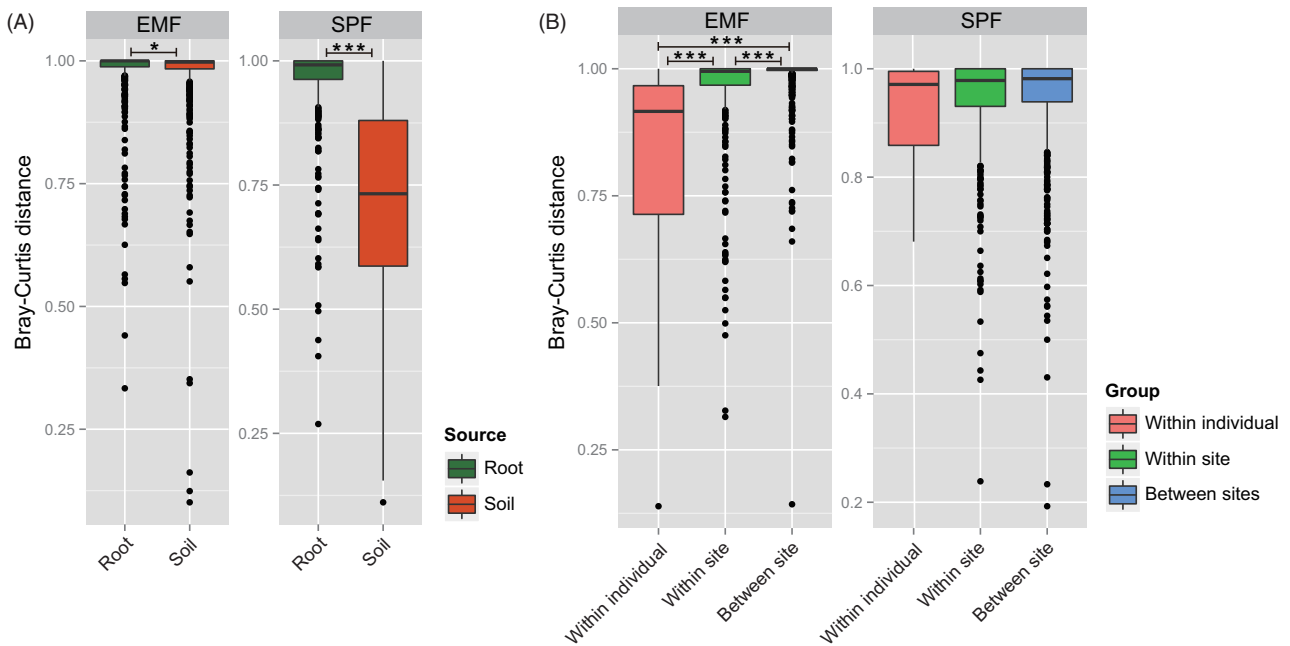 (A)
EMF
SPF
Bray-Curtis distance
1.00
0.75
0.50
0.25
*
1.00
0.75
0.50
0.25
***
Root
Soil
Root
Soil
Source
Root
Soil
(B)
EMF
SPF
Bray-Curtis distance
1.00
0.75
0.50
0.25
***
*** ***
1.0
0.8
0.6
0.4
0.2
Within individual
Within site
Between site
Within individual
Within site
Between site
Group
Within individual
Within site
Between sites